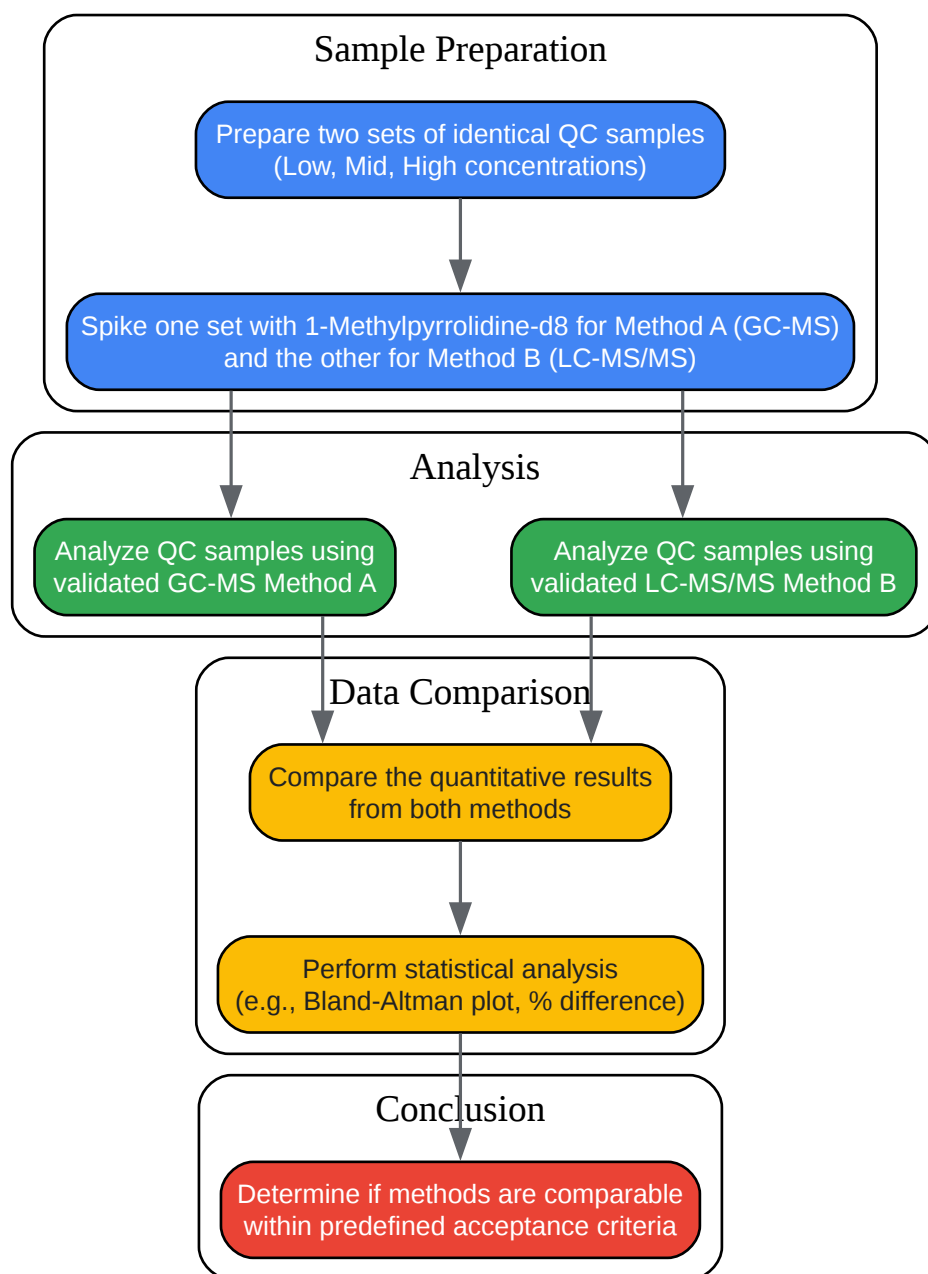 Sample Preparation
Prepare two sets of identical QC samples
(Low, Mid, High concentrations)
Spike one set with 1-Methylpyrrolidine-d8 for Method A (GC-MS)
and the other for Method B (LC-MS/MS)
Analysis
Analyze QC samples using
validated GC-MS Method A
Analyze QC samples using
validated LC-MS/MS Method B
Data Comparison
Compare the quantitative results
from both methods
Perform statistical analysis
(e.g., Bland-Altman plot, % difference)
Conclusion
Determine if methods are comparable
within predefined acceptance criteria